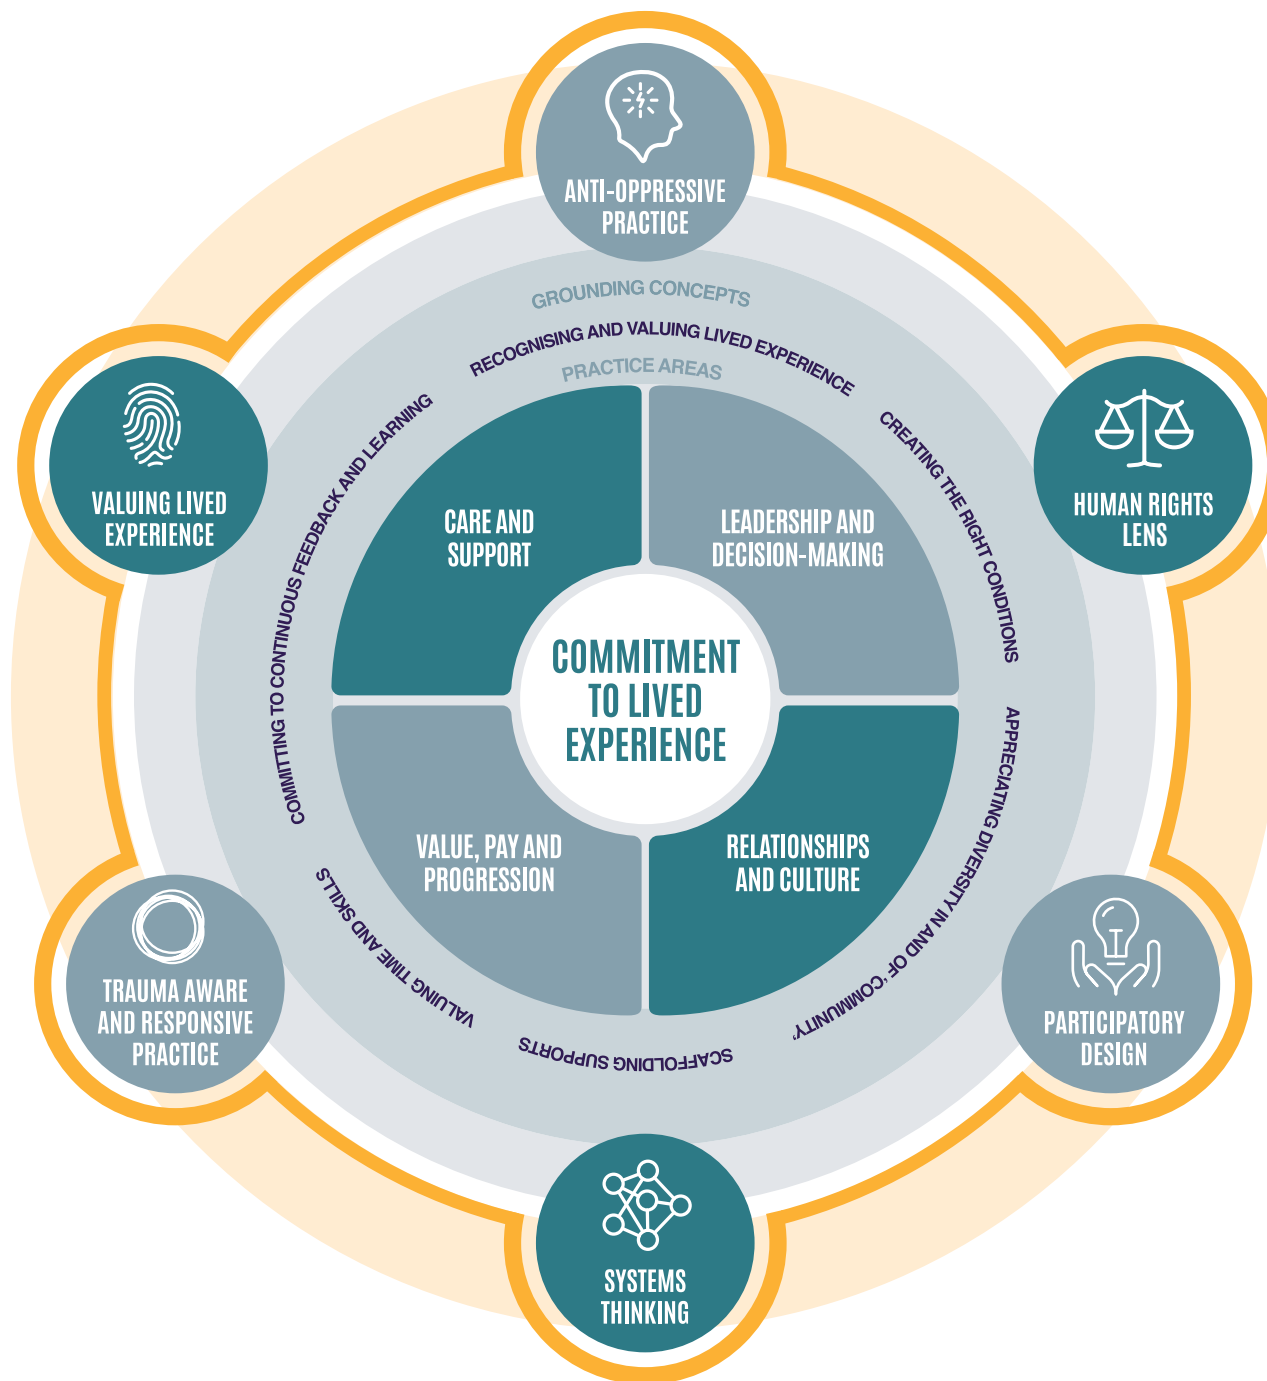 ANTI-OPPRESSIVE
PRACTICE
GROUNDING CONCEPTS
RECOGNISING AND VALUING LIVED EXPERIENCE
PRACTICE AREAS
CREATING THE RIGHT CONDITIONS
APPRECIATING DIVERSITY IN AND OF ‘COMMUNITY’
SCAFFOLDING SUPPORTS
VALUING TIME AND SKILLS
COMMITTING TO CONTINUOUS FEEDBACK AND LEARNING
VALUING LIVED
EXPERIENCE
HUMAN RIGHTS
LENS
CARE AND
SUPPORT
LEADERSHIP AND
DECISION-MAKING
COMMITMENT
TO LIVED
EXPERIENCE
VALUE, PAY AND
PROGRESSION
RELATIONSHIPS
AND CULTURE
TRAUMA AWARE
AND RESPONSIVE
PRACTICE
PARTICIPATORY
DESIGN
SYSTEMS
THINKING